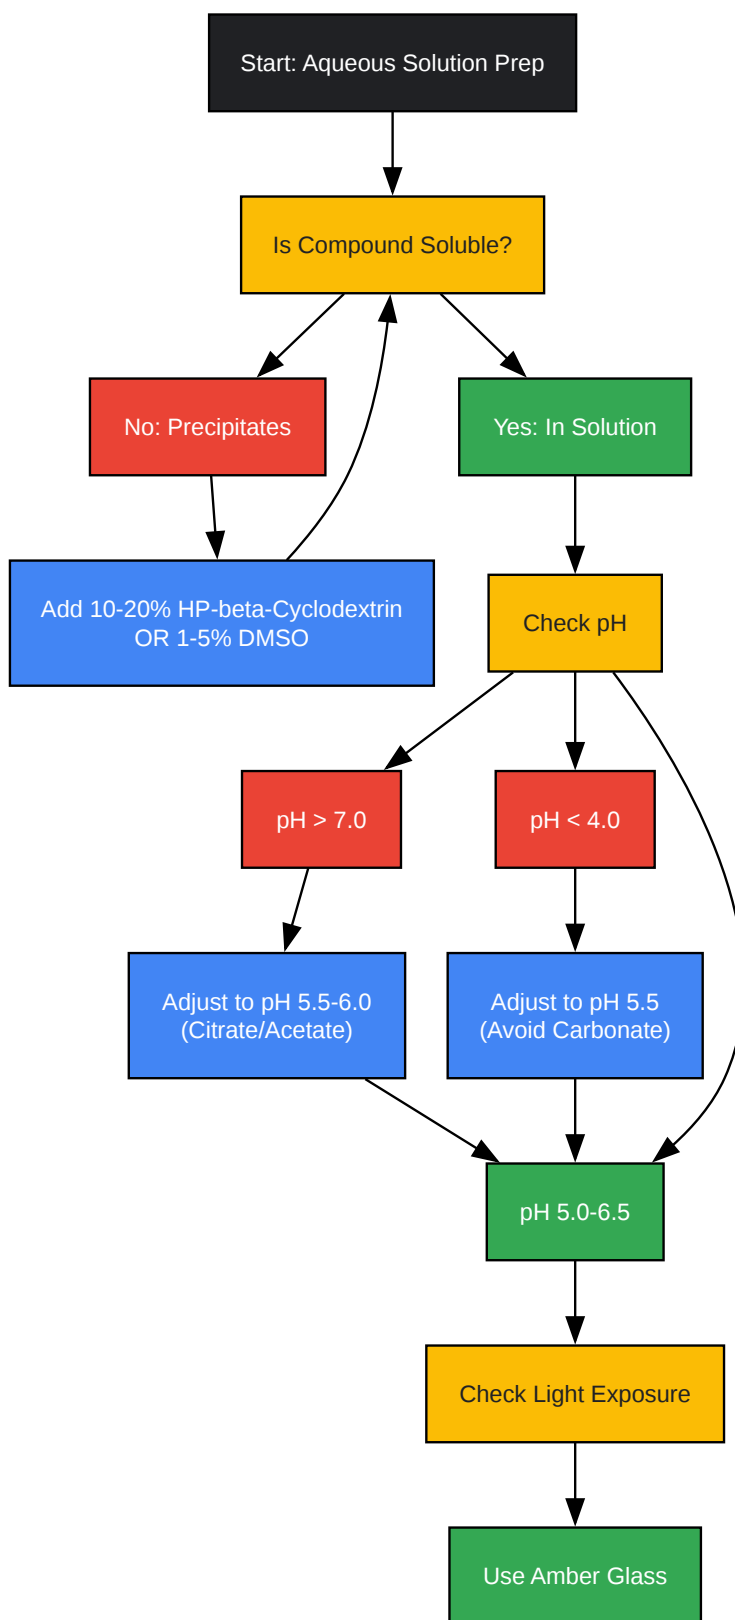 Start: Aqueous Solution Prep
Is Compound Soluble?
No: Precipitates
Yes: In Solution
Add 10-20% HP-beta-Cyclodextrin
OR 1-5% DMSO
Check pH
pH > 7.0
pH < 4.0
Adjust to pH 5.5-6.0
(Citrate/Acetate)
Adjust to pH 5.5
(Avoid Carbonate)
pH 5.0-6.5
Check Light Exposure
Use Amber Glass